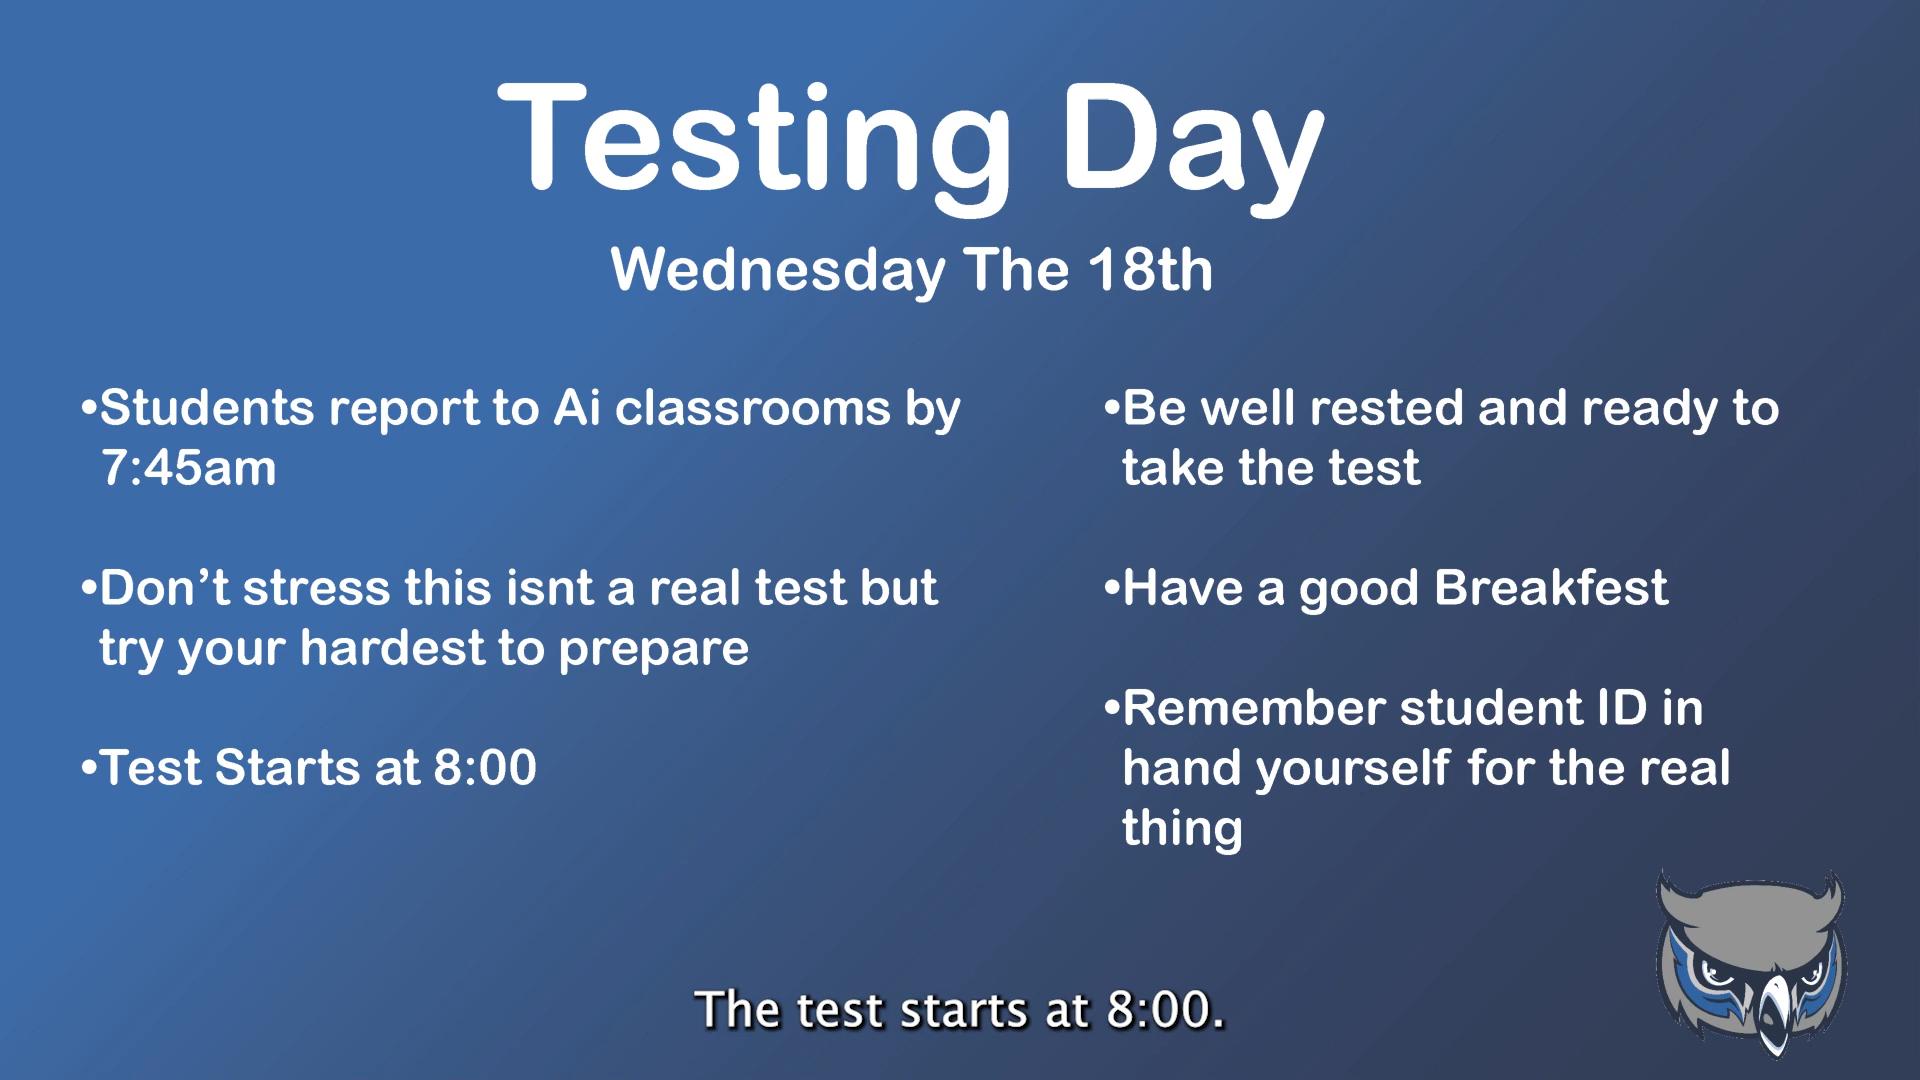 Testing Day
Wednesday The 18th
•Students report to Ai classrooms by
7:45am
•Don’t stress this isnt a real test but
try your hardest to prepare
•Test Starts at 8:00
•Be well rested and ready to
take the test
•Have a good Breakfest
•Remember student ID in
hand yourself for the real
thing
The test starts at 8:00.